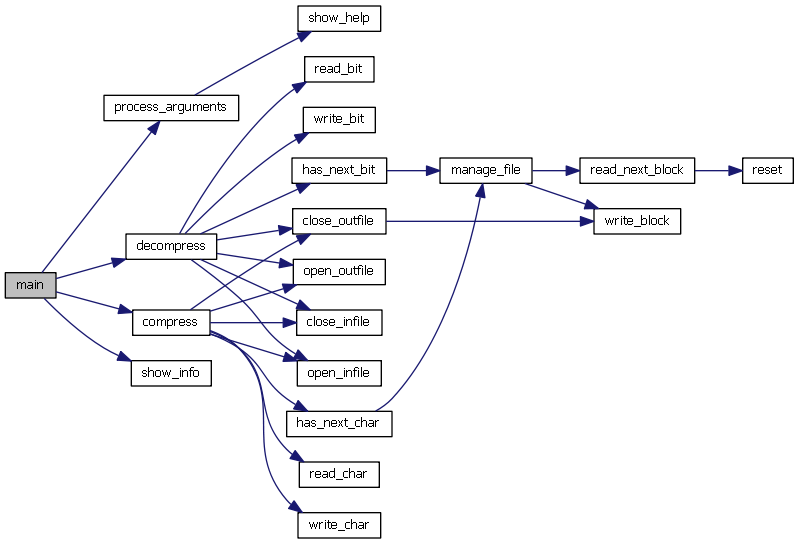 show_help
read_bit
process_arguments
write_bit
has_next_bit
manage_file
read_next_block
reset
close_outfile
write_block
decompress
open_outfile
main
compress
close_infile
show_info
open_infile
has_next_char
read_char
write_char